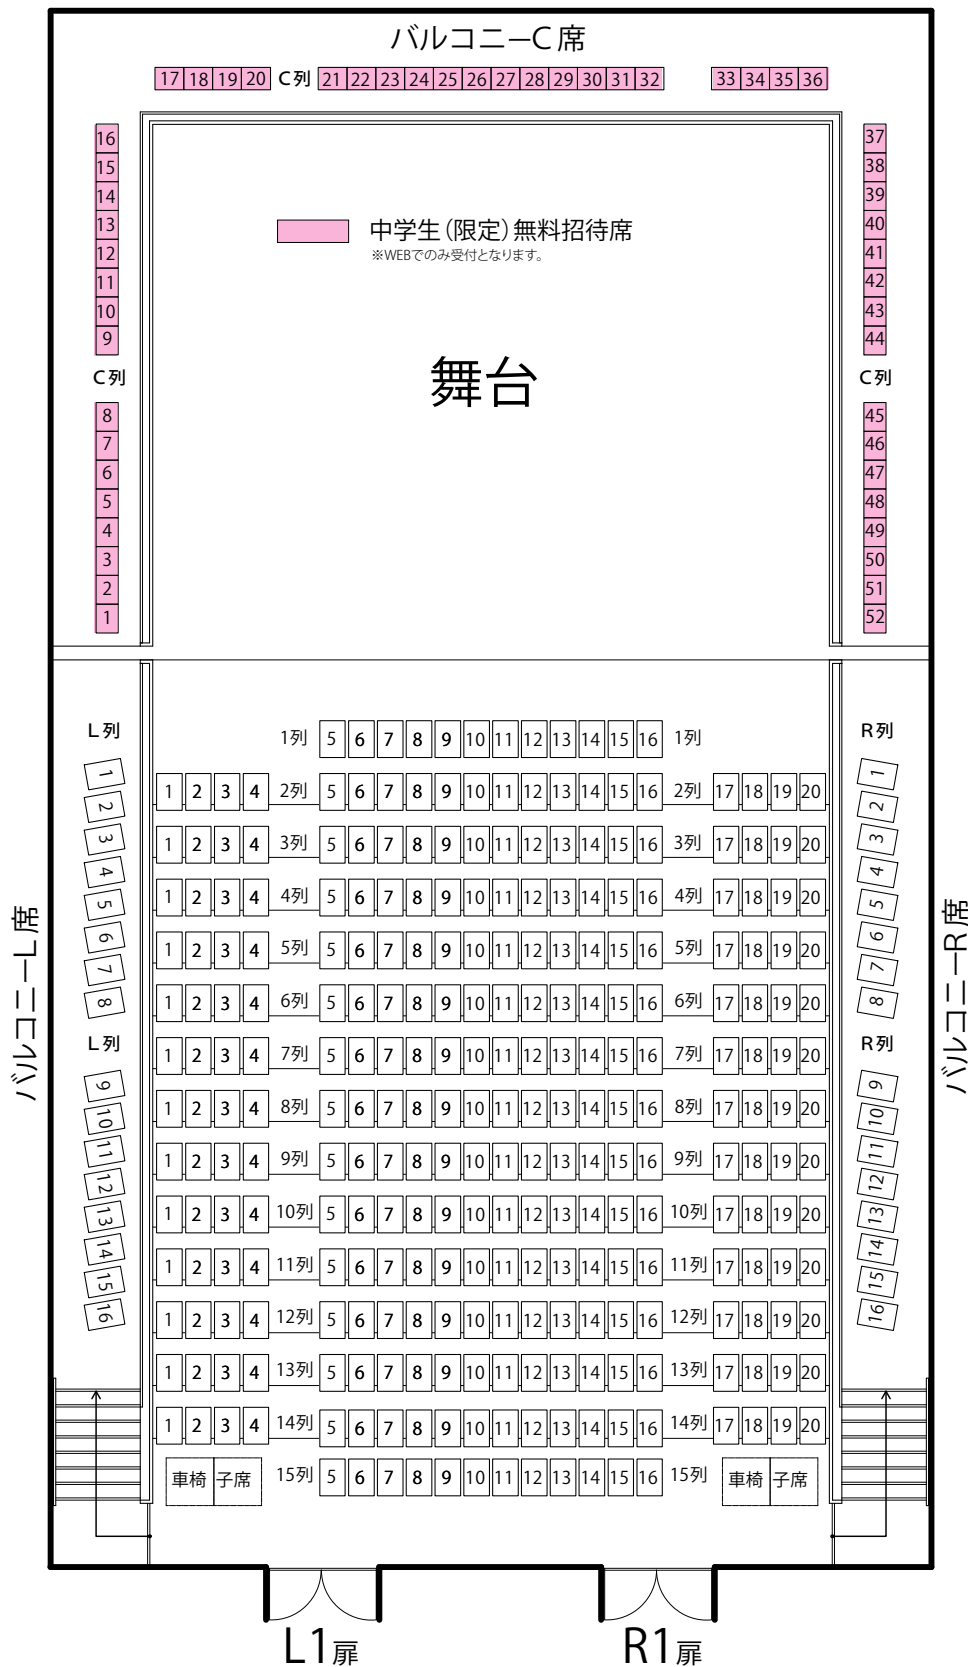 バルコニーC席
17 18 19 20 C列 21 22 23 24 25 26 27 28 29 30 31 32 33 34 35 36
16
15
14
13
12
11
10
9
C列
8
7
6
5
4
3
2
1
37
38
39
40
41
42
43
44
C列
45
46
47
48
49
50
51
52
中学生(限定)無料招待席
※WEBでのみ受付となります。
舞台
バルコニーL席
L列
1
2
3
4
5
6
7
8
L列
9
10
11
12
13
14
15
16
1列 5 6 7 8 9 10 11 12 13 14 15 16 1列
1 2 3 4 2列 5 6 7 8 9 10 11 12 13 14 15 16 2列 17 18 19 20
1 2 3 4 3列 5 6 7 8 9 10 11 12 13 14 15 16 3列 17 18 19 20
1 2 3 4 4列 5 6 7 8 9 10 11 12 13 14 15 16 4列 17 18 19 20
1 2 3 4 5列 5 6 7 8 9 10 11 12 13 14 15 16 5列 17 18 19 20
1 2 3 4 6列 5 6 7 8 9 10 11 12 13 14 15 16 6列 17 18 19 20
1 2 3 4 7列 5 6 7 8 9 10 11 12 13 14 15 16 7列 17 18 19 20
1 2 3 4 8列 5 6 7 8 9 10 11 12 13 14 15 16 8列 17 18 19 20
1 2 3 4 9列 5 6 7 8 9 10 11 12 13 14 15 16 9列 17 18 19 20
1 2 3 4 10列 5 6 7 8 9 10 11 12 13 14 15 16 10列 17 18 19 20
1 2 3 4 11列 5 6 7 8 9 10 11 12 13 14 15 16 11列 17 18 19 20
1 2 3 4 12列 5 6 7 8 9 10 11 12 13 14 15 16 12列 17 18 19 20
1 2 3 4 13列 5 6 7 8 9 10 11 12 13 14 15 16 13列 17 18 19 20
1 2 3 4 14列 5 6 7 8 9 10 11 12 13 14 15 16 14列 17 18 19 20
車椅子席 15列 5 6 7 8 9 10 11 12 13 14 15 16 15列 車椅子席
R列
1
2
3
4
5
6
7
8
R列
9
10
11
12
13
14
15
16
バルコニーR席
L1扉 R1扉